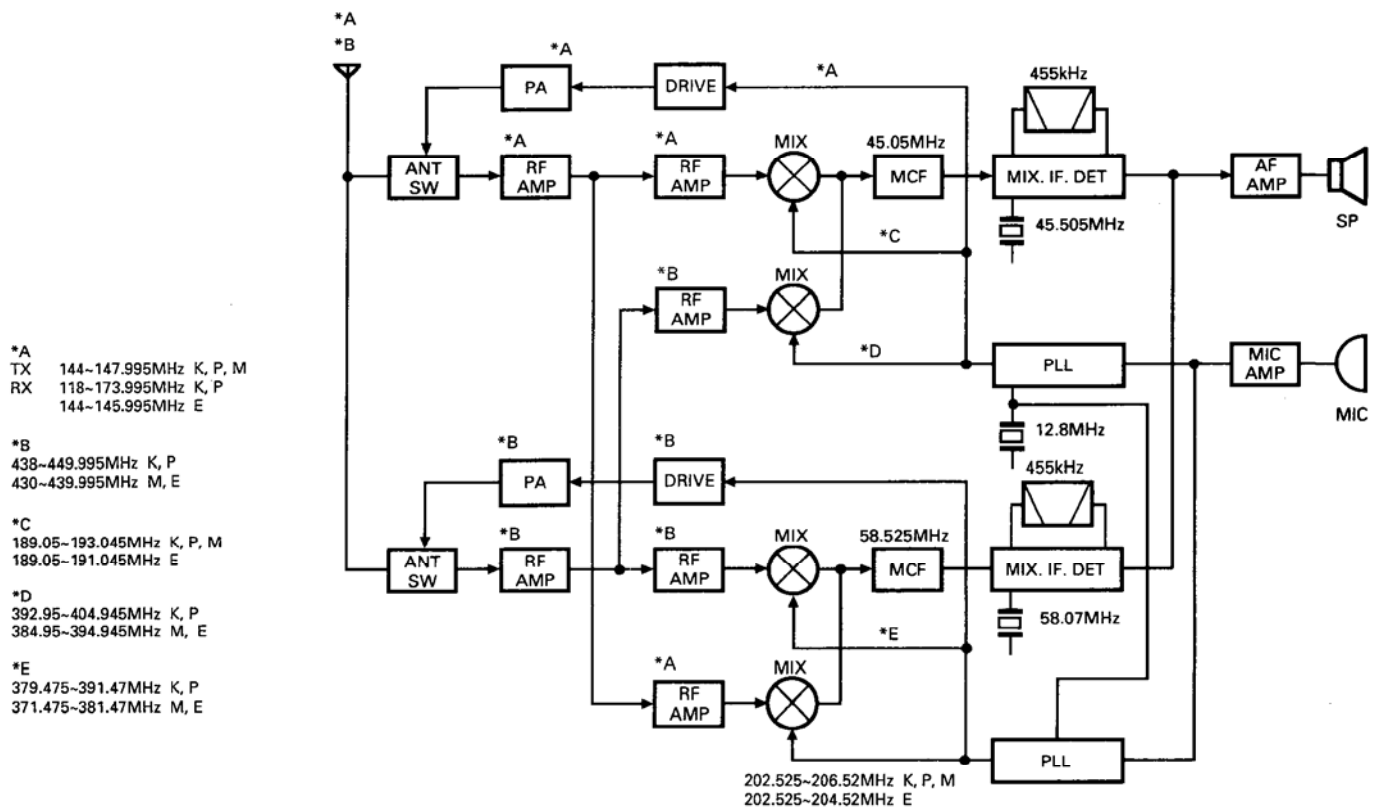 *A
*B
*A
PA
DRIVE
*A
455kHz
ANT
SW
*A
RF
AMP
*A
RF
AMP
MIX
45.05MHz
MCF
MIX. IF. DET
AF
AMP
SP
*C
45.505MHz
*B
RF
AMP
MIX
*D
PLL
MIC
AMP
MIC
12.8MHz
*A
TX 144~147.995MHz K, P, M
RX 118~173.995MHz K, P
144~145.995MHz E
*B
438~449.995MHz K, P
430~439.995MHz M, E
*C
189.05~193.045MHz K, P, M
189.05~191.045MHz E
*D
392.95~404.945MHz K, P
384.95~394.945MHz M, E
*E
379.475~391.47MHz K, P
371.475~381.47MHz M, E
*B
PA
*B
DRIVE
455kHz
ANT
SW
*B
RF
AMP
*B
RF
AMP
MIX
58.525MHz
MCF
MIX. IF. DET
*E
58.07MHz
*A
RF
AMP
MIX
PLL
202.525~206.52MHz K, P, M
202.525~204.52MHz E